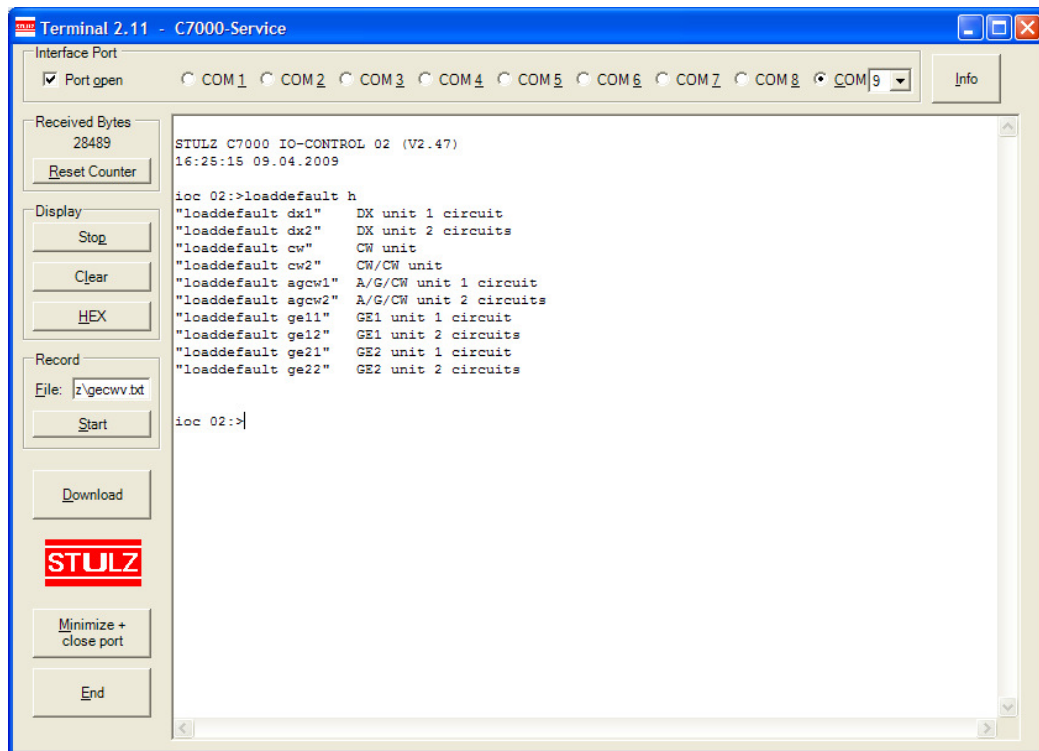 Terminal 2.11 - C7000-Service
Interface Port
Port open COM 1 COM 2 COM 3 COM 4 COM 5 COM 6 COM 7 COM 8 COM 9 Info
Received Bytes
28489
Reset Counter
Display
Stop
Clear
HEX
Record
File: z\gecwv.txt
Start
Download
STULZ
Minimize +
close port
End
STULZ C7000 IO-CONTROL 02 (V2.47)
16:25:15 09.04.2009
ioc 02:>loaddefault h
"loaddefault dx1" DX unit 1 circuit
"loaddefault dx2" DX unit 2 circuits
"loaddefault cw" CW unit
"loaddefault cw2" CW/CW unit
"loaddefault agcw1" A/G/CW unit 1 circuit
"loaddefault agcw2" A/G/CW unit 2 circuits
"loaddefault ge11" GE1 unit 1 circuit
"loaddefault ge12" GE1 unit 2 circuits
"loaddefault ge21" GE2 unit 1 circuit
"loaddefault ge22" GE2 unit 2 circuits
ioc 02:>